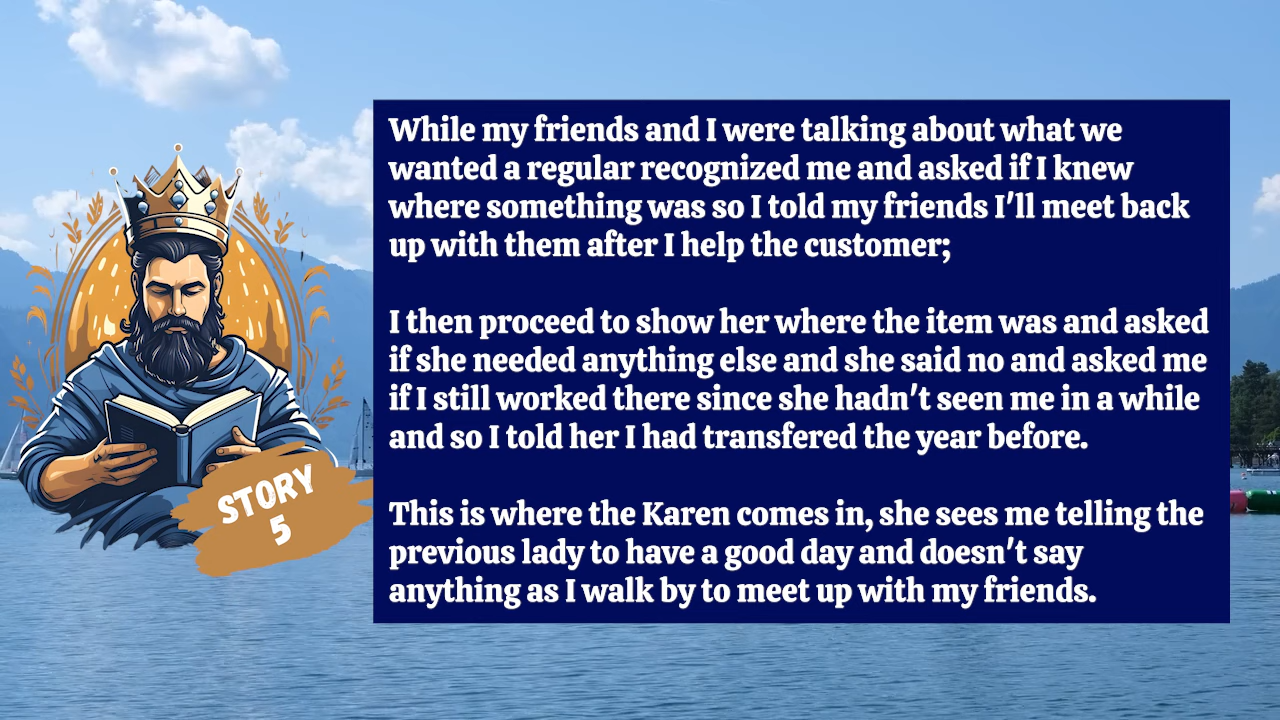 While my friends and I were talking about what we
wanted a regular recognized me and asked if I knew
where something was so I told my friends I'll meet back
up with them after I help the customer;
I then proceed to show her where the item was and asked
if she needed anything else and she said no and asked me
if I still worked there since she hadn't seen me in a while
and so I told her I had transfered the year before.
This is where the Karen comes in, she sees me telling the
previous lady to have a good day and doesn't say
anything as I walk by to meet up with my friends.
STORY
5